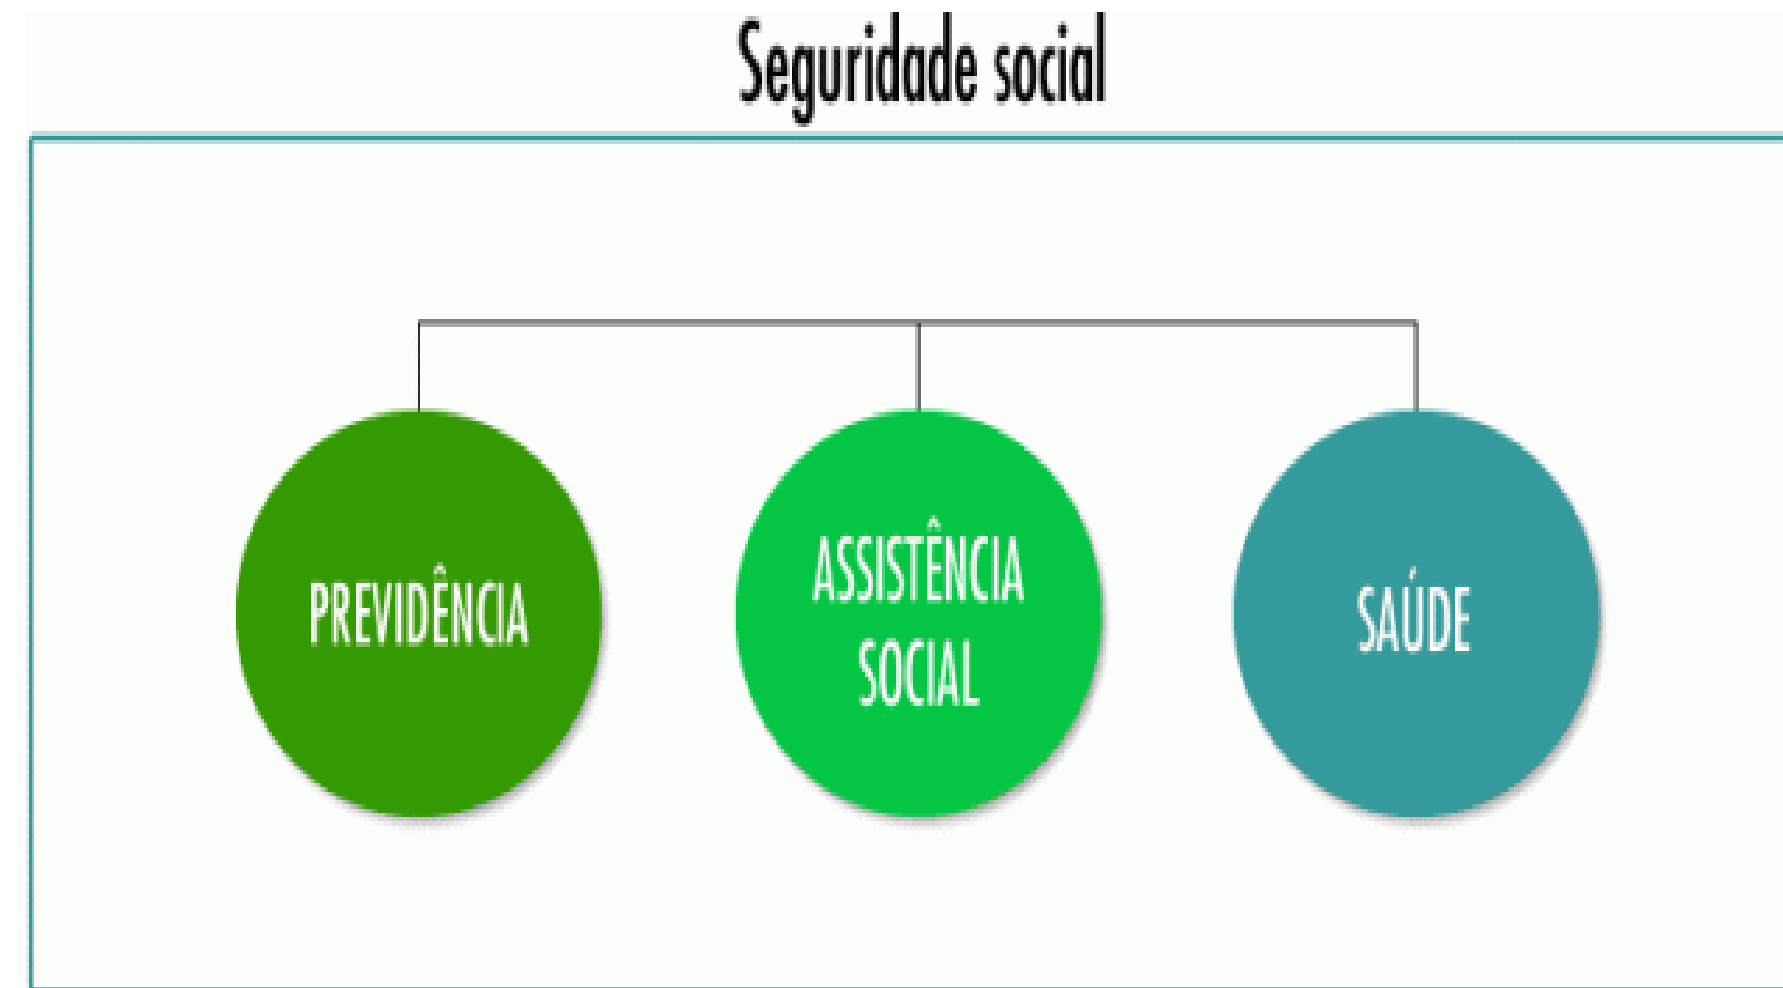 Seguridade social
PREVIDÊNCIA
ASSISTÊNCIA
SOCIAL
SAÚDE